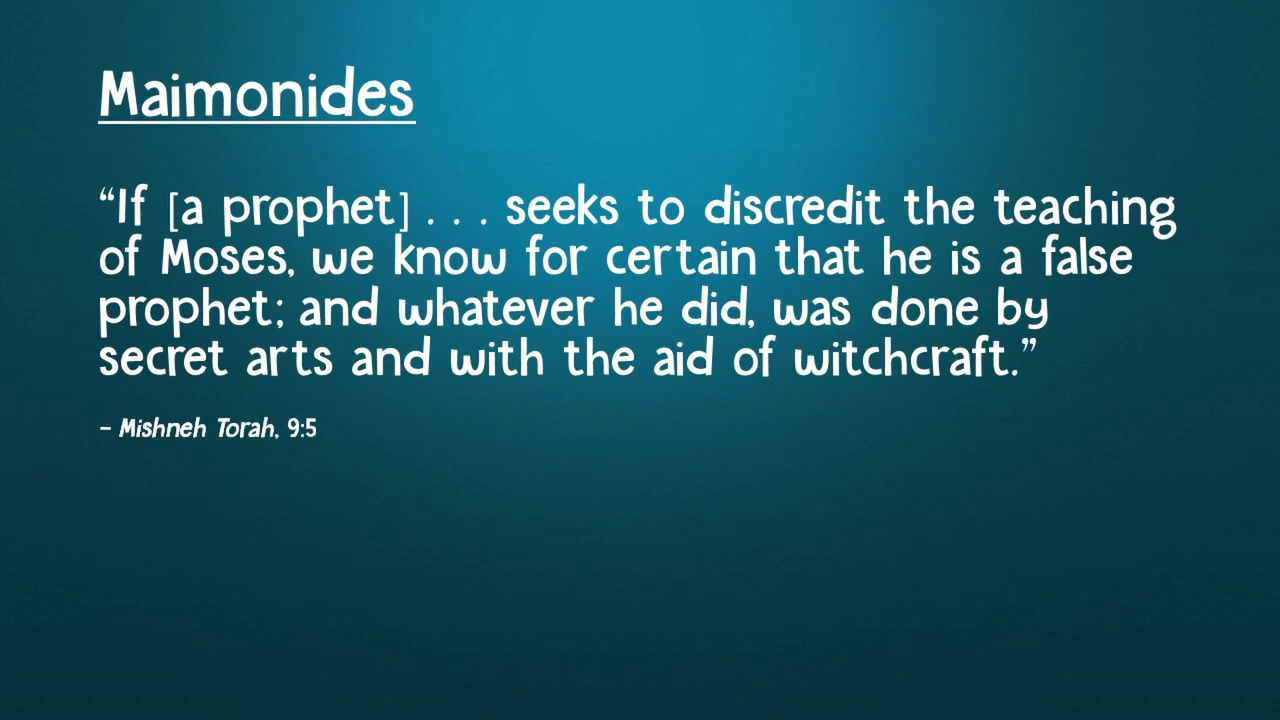 Maimonides
“If [a prophet] . . . seeks to discredit the teaching
of Moses, we know for certain that he is a false
prophet; and whatever he did, was done by
secret arts and with the aid of witchcraft.”
– Mishneh Torah, 9:5